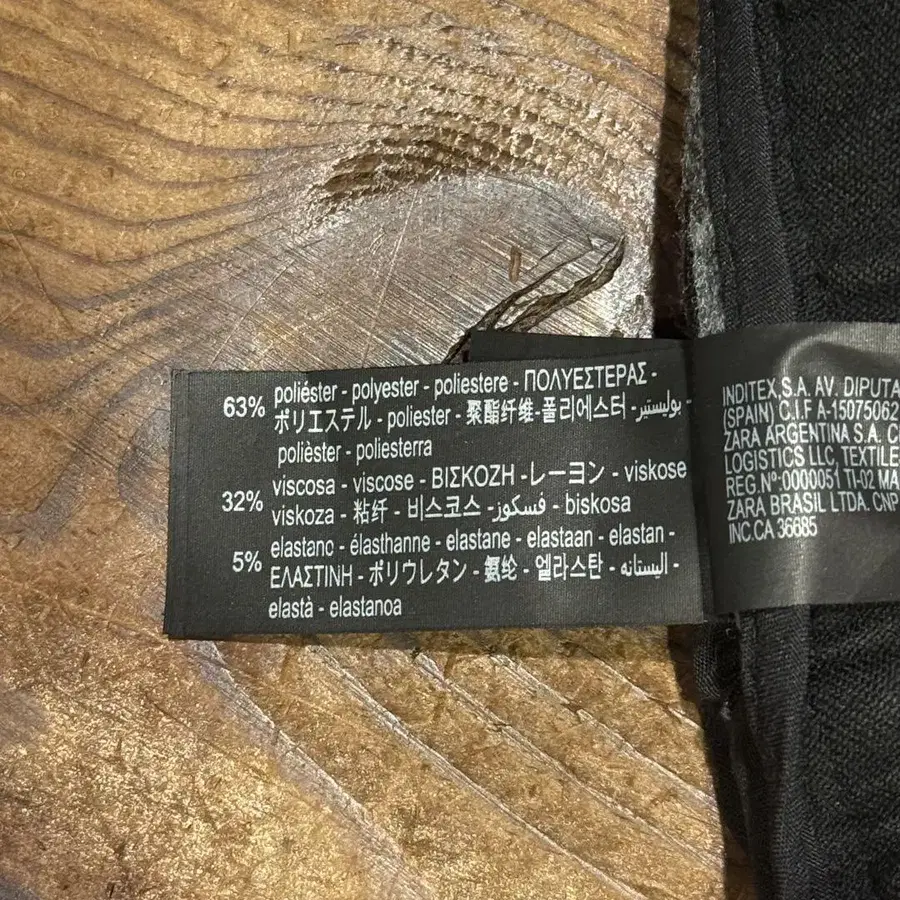 63% poliéster - polyester - poliestere - ΠΟΛΥΕΣΤΕΡΑΣ -
ポリエステル - poliester - 聚酯纤维-폴리에스터 -بوليستير -
polièster - poliesterra
32% viscosa - viscose - ΒΙΣΚΟΖΗ -レーヨン - viskose
viskoza - 粘纤 - 비스코스 -فسكوز - biskosa
5% elastano - élasthanne - elastane - elastaan - elastan -
ΕΛΑΣΤΙΝΗ - ポリウレタン - 氨纶 - 엘라스탄 - اليستانه -
elastà - elastanoa
INDITEX,S.A. AV. DIPUTA
(SPAIN) C.I.F A-15075062
ZARA ARGENTINA S.A. C
LOGISTICS LLC, TEXTILE
REG.Nº-0000051 TI-02 MA
ZARA BRASIL LTDA. CNP
INC.CA 36685